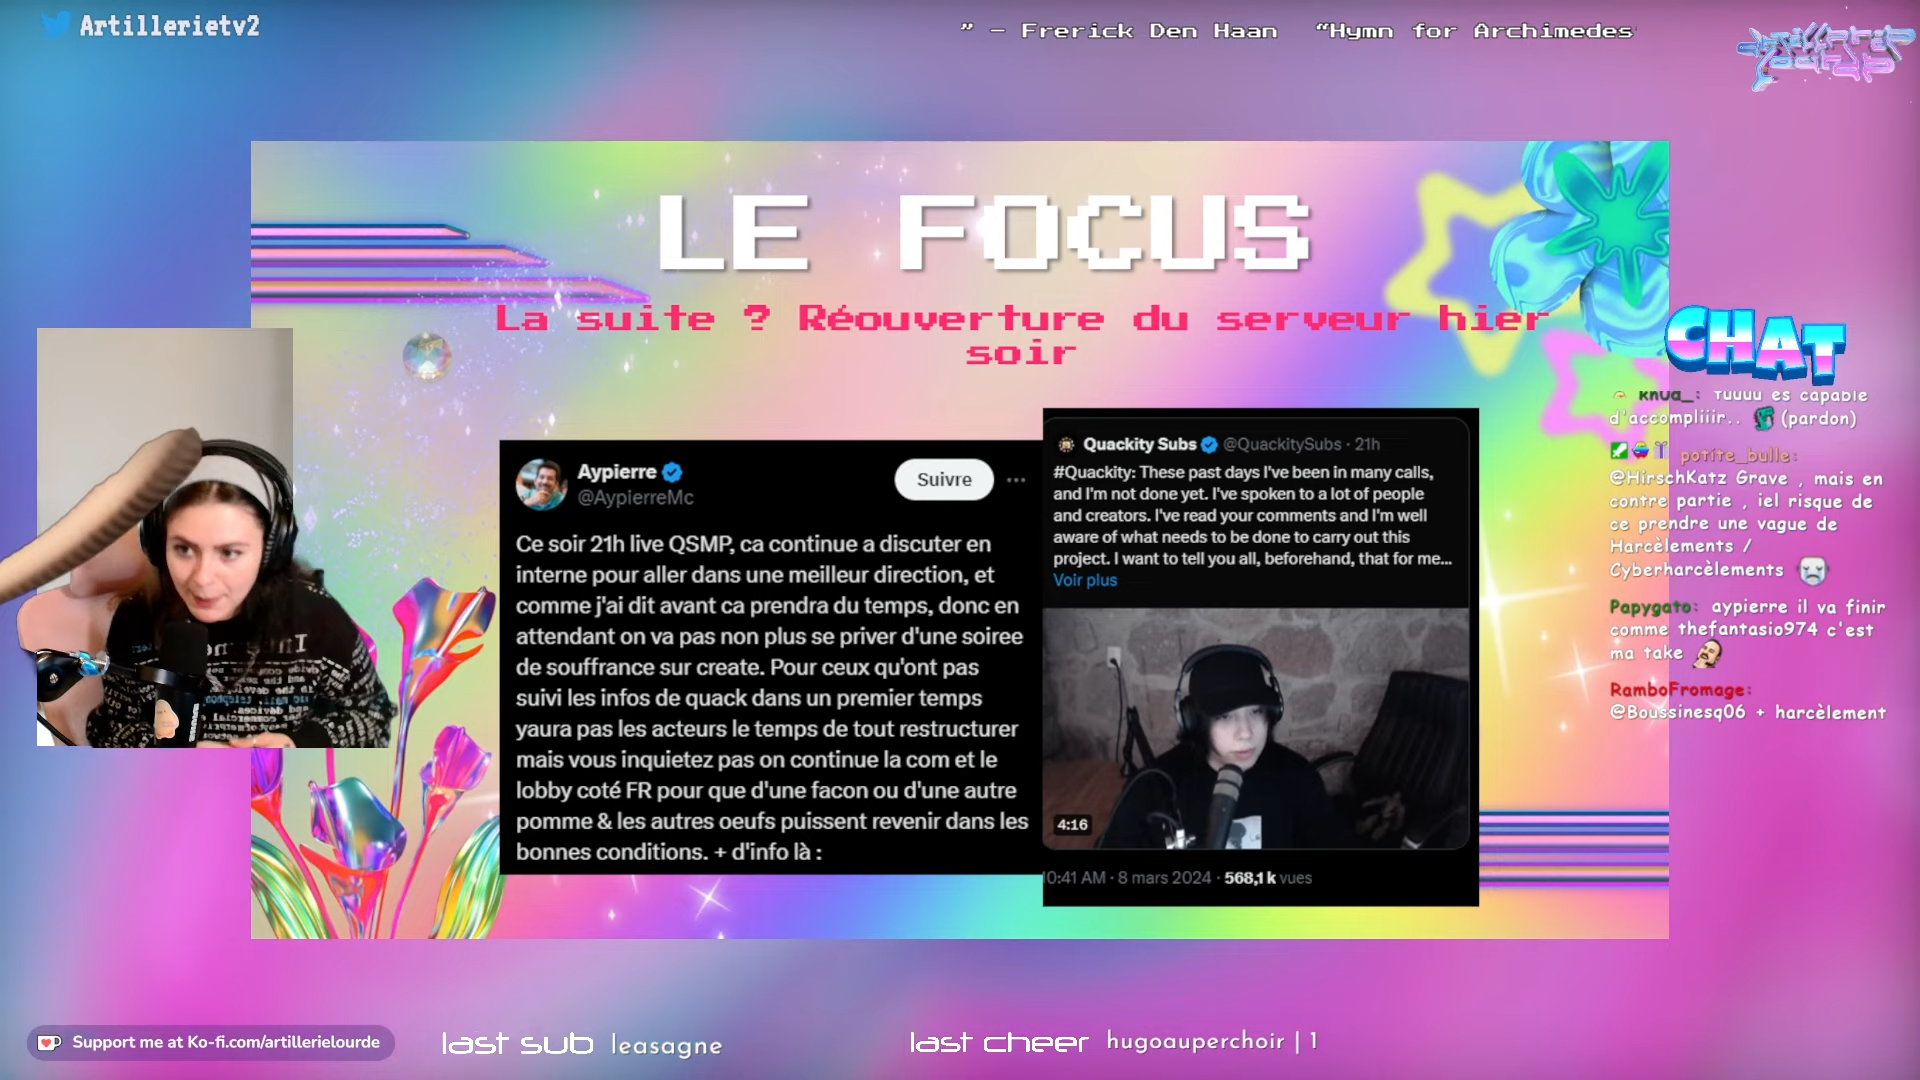 Artillerietv2
” – Frerick Den Haan “Hymn for Archimedes
LE FOCUS
La suite ? Réouverture du serveur hier
soir
Aypierre
@AypierreMc
Suivre
Ce soir 21h live QSMP, ca continue a discuter en
interne pour aller dans une meilleur direction, et
comme j'ai dit avant ca prendra du temps, donc en
attendant on va pas non plus se priver d'une soiree
de souffrance sur create. Pour ceux qu'ont pas
suivi les infos de quack dans un premier temps
yaura pas les acteurs le temps de tout restructurer
mais vous inquietez pas on continue la com et le
lobby coté FR pour que d'une facon ou d'une autre
pomme & les autres oeufs puissent revenir dans les
bonnes conditions. + d'info là :
Quackity Subs @QuackitySubs · 21h
#Quackity: These past days I've been in many calls,
and I'm not done yet. I've spoken to a lot of people
and creators. I've read your comments and I'm well
aware of what needs to be done to carry out this
project. I want to tell you all, beforehand, that for me...
Voir plus
4:16
10:41 AM · 8 mars 2024 · 568,1 k vues
CHAT
Knud_: Tuuuu es capable
d'accompliiir.. (pardon)
potite_bulle:
@HirschKatz Grave , mais en
contre partie , iel risque de
ce prendre une vague de
Harcèlements /
Cyberharcèlements
Papygato: aypierre il va finir
comme thefantasio974 c'est
ma take
RamboFromage:
@Boussinesq06 + harcèlement
Support me at Ko-fi.com/artillerielourde
last sub leasagne
last cheer hugoauperchoir | 1